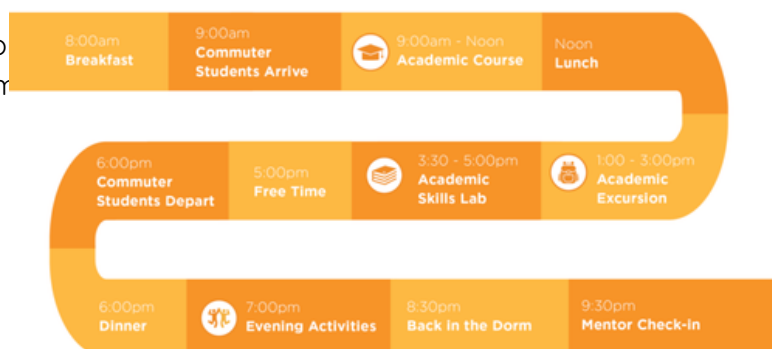 8:00am
Breakfast
9:00am
Commuter
Students Arrive
9:00am - Noon
Academic Course
Noon
Lunch
1:00 - 3:00pm
Academic
Excursion
3:30 - 5:00pm
Academic
Skills Lab
5:00pm
Free Time
6:00pm
Commuter
Students Depart
6:00pm
Dinner
7:00pm
Evening Activities
8:30pm
Back in the Dorm
9:30pm
Mentor Check-in